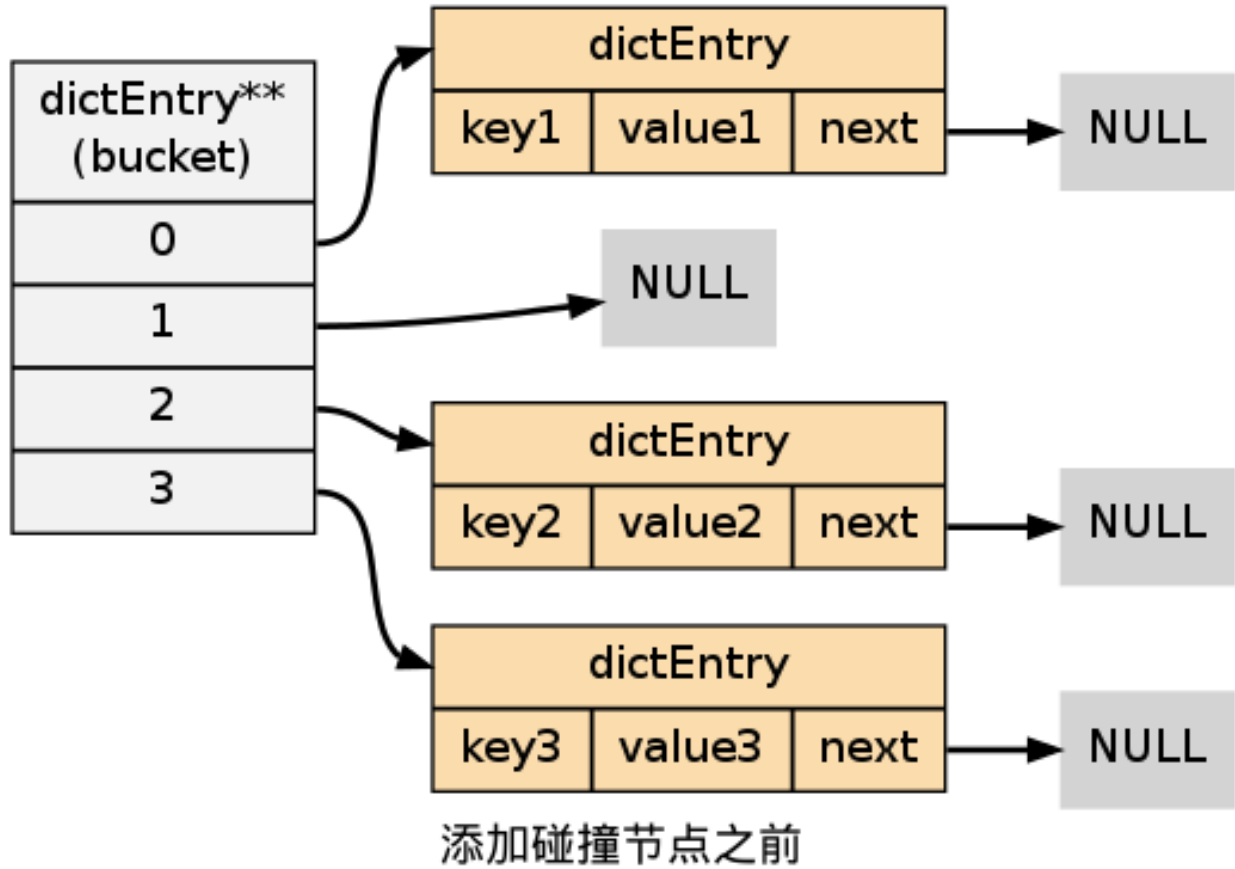 dictEntry**
(bucket)
0
1
2
3
dictEntry
key1 value1 next
NULL
NULL
dictEntry
key2 value2 next
NULL
dictEntry
key3 value3 next
NULL
添加碰撞节点之前